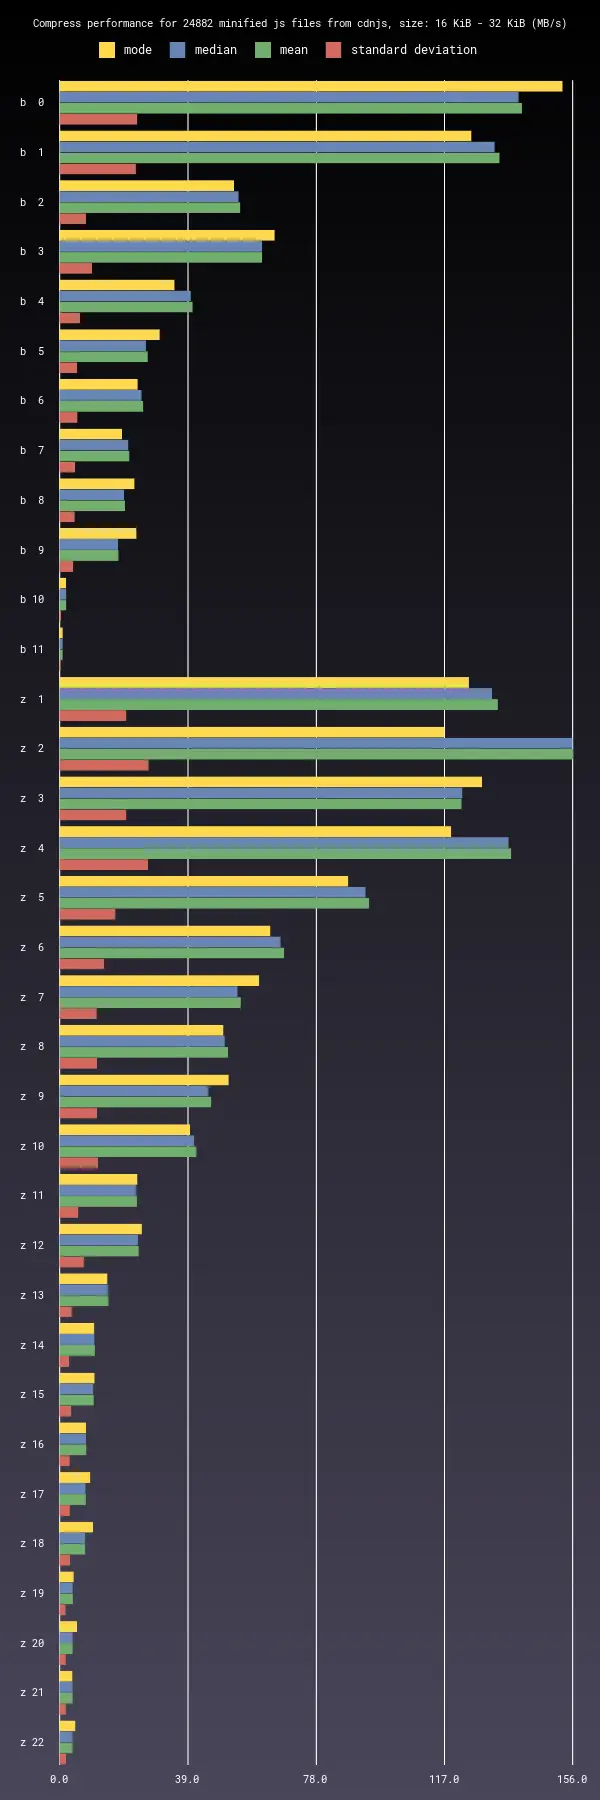 Compress performance for 24882 minified js files from cdnjs, size: 16 KiB - 32 KiB (MB/s)
mode median mean standard deviation
b 0
b 1
b 2
b 3
b 4
b 5
b 6
b 7
b 8
b 9
b 10
b 11
z 1
z 2
z 3
z 4
z 5
z 6
z 7
z 8
z 9
z 10
z 11
z 12
z 13
z 14
z 15
z 16
z 17
z 18
z 19
z 20
z 21
z 22
0.0 39.0 78.0 117.0 156.0